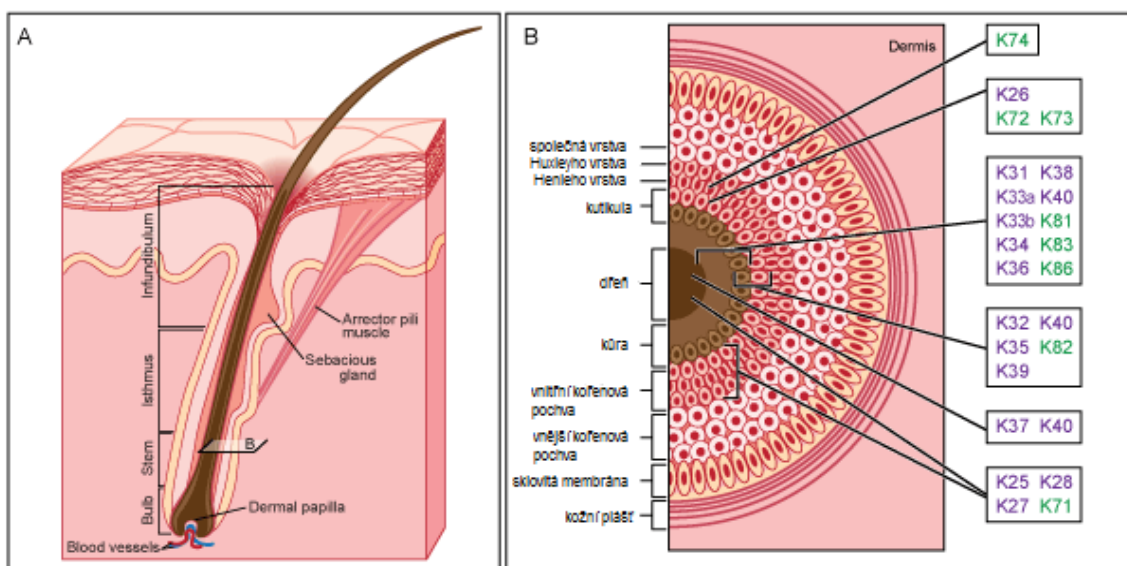 A
Infundibulum
Isthmus
Stem
Bulb
Arrector pili
muscle
Sebacious
gland
B
Dermal papilla
Blood vessels
B
Dermis
společná vrstva
Huxleyho vrstva
Henleho vrstva
kutikula
dřeň
kůra
vnitřní kořenová
pochva
vnější kořenová
pochva
sklovitá membrána
kožní plášť
K74
K26
K72 K73
K31 K38
K33a K40
K33b K81
K34 K83
K36 K86
K32 K40
K35 K82
K39
K37 K40
K25 K28
K27 K71